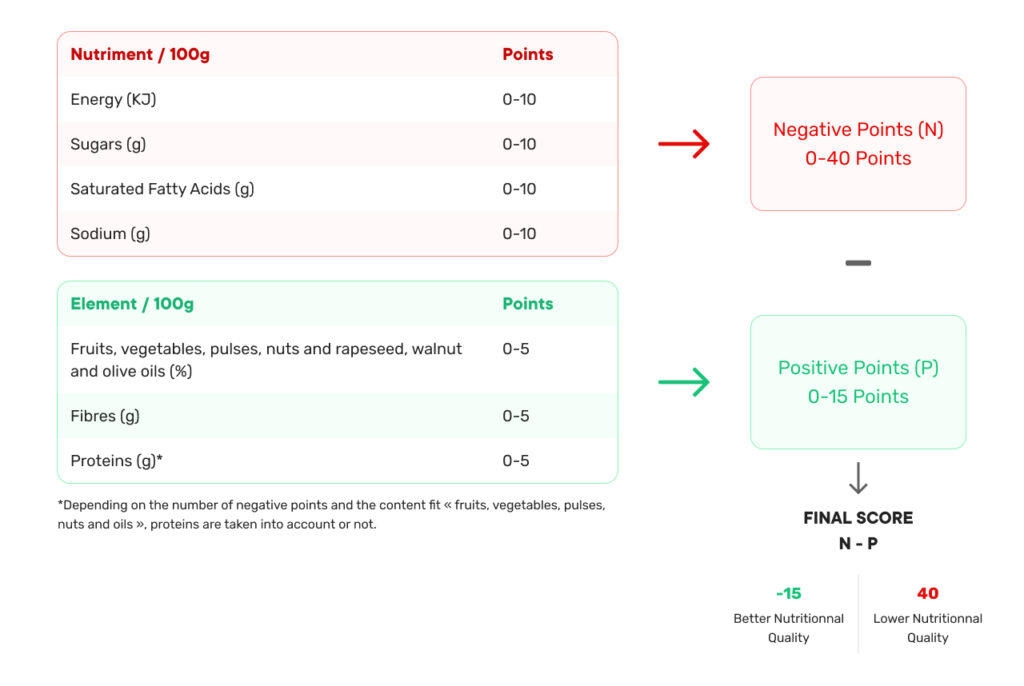 Nutriment / 100g Points
Energy (KJ) 0-10
Sugars (g) 0-10
Saturated Fatty Acids (g) 0-10
Sodium (g) 0-10
Negative Points (N)
0-40 Points
Element / 100g Points
Fruits, vegetables, pulses, nuts and rapeseed, walnut 0-5
and olive oils (%)
Fibres (g) 0-5
Proteins (g)* 0-5
*Depending on the number of negative points and the content fit « fruits, vegetables, pulses,
nuts and oils », proteins are taken into account or not.
Positive Points (P)
0-15 Points
FINAL SCORE
N - P
-15 40
Better Nutritionnal Lower Nutritionnal
Quality Quality